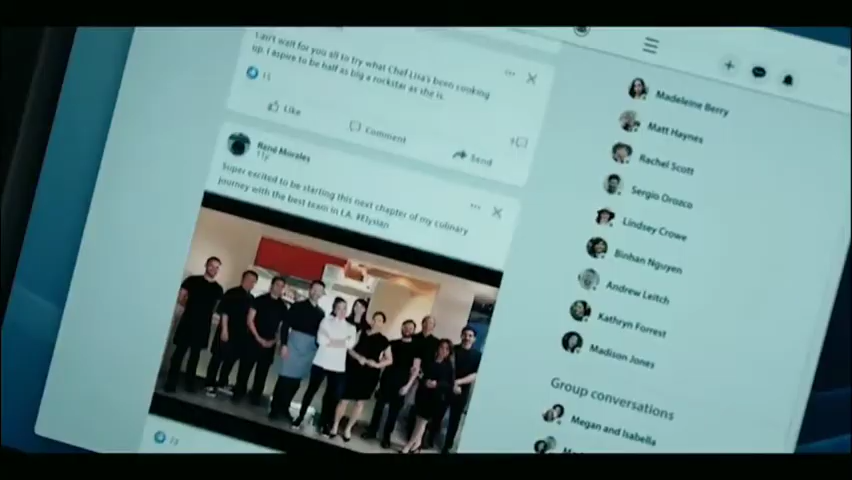 I can't wait for you all to try what Chef Lisa's been cooking
up. I aspire to be half as big a rockstar as she is.
15
Like
Comment
Send
René Morales
11y
Super excited to be starting this next chapter of my culinary
journey with the best team in LA. #Elysian
Madeleine Berry
Matt Haynes
Rachel Scott
Sergio Orozco
Lindsey Crowe
Binhan Nguyen
Andrew Leitch
Kathryn Forrest
Madison Jones
Group conversations
Megan and Isabella